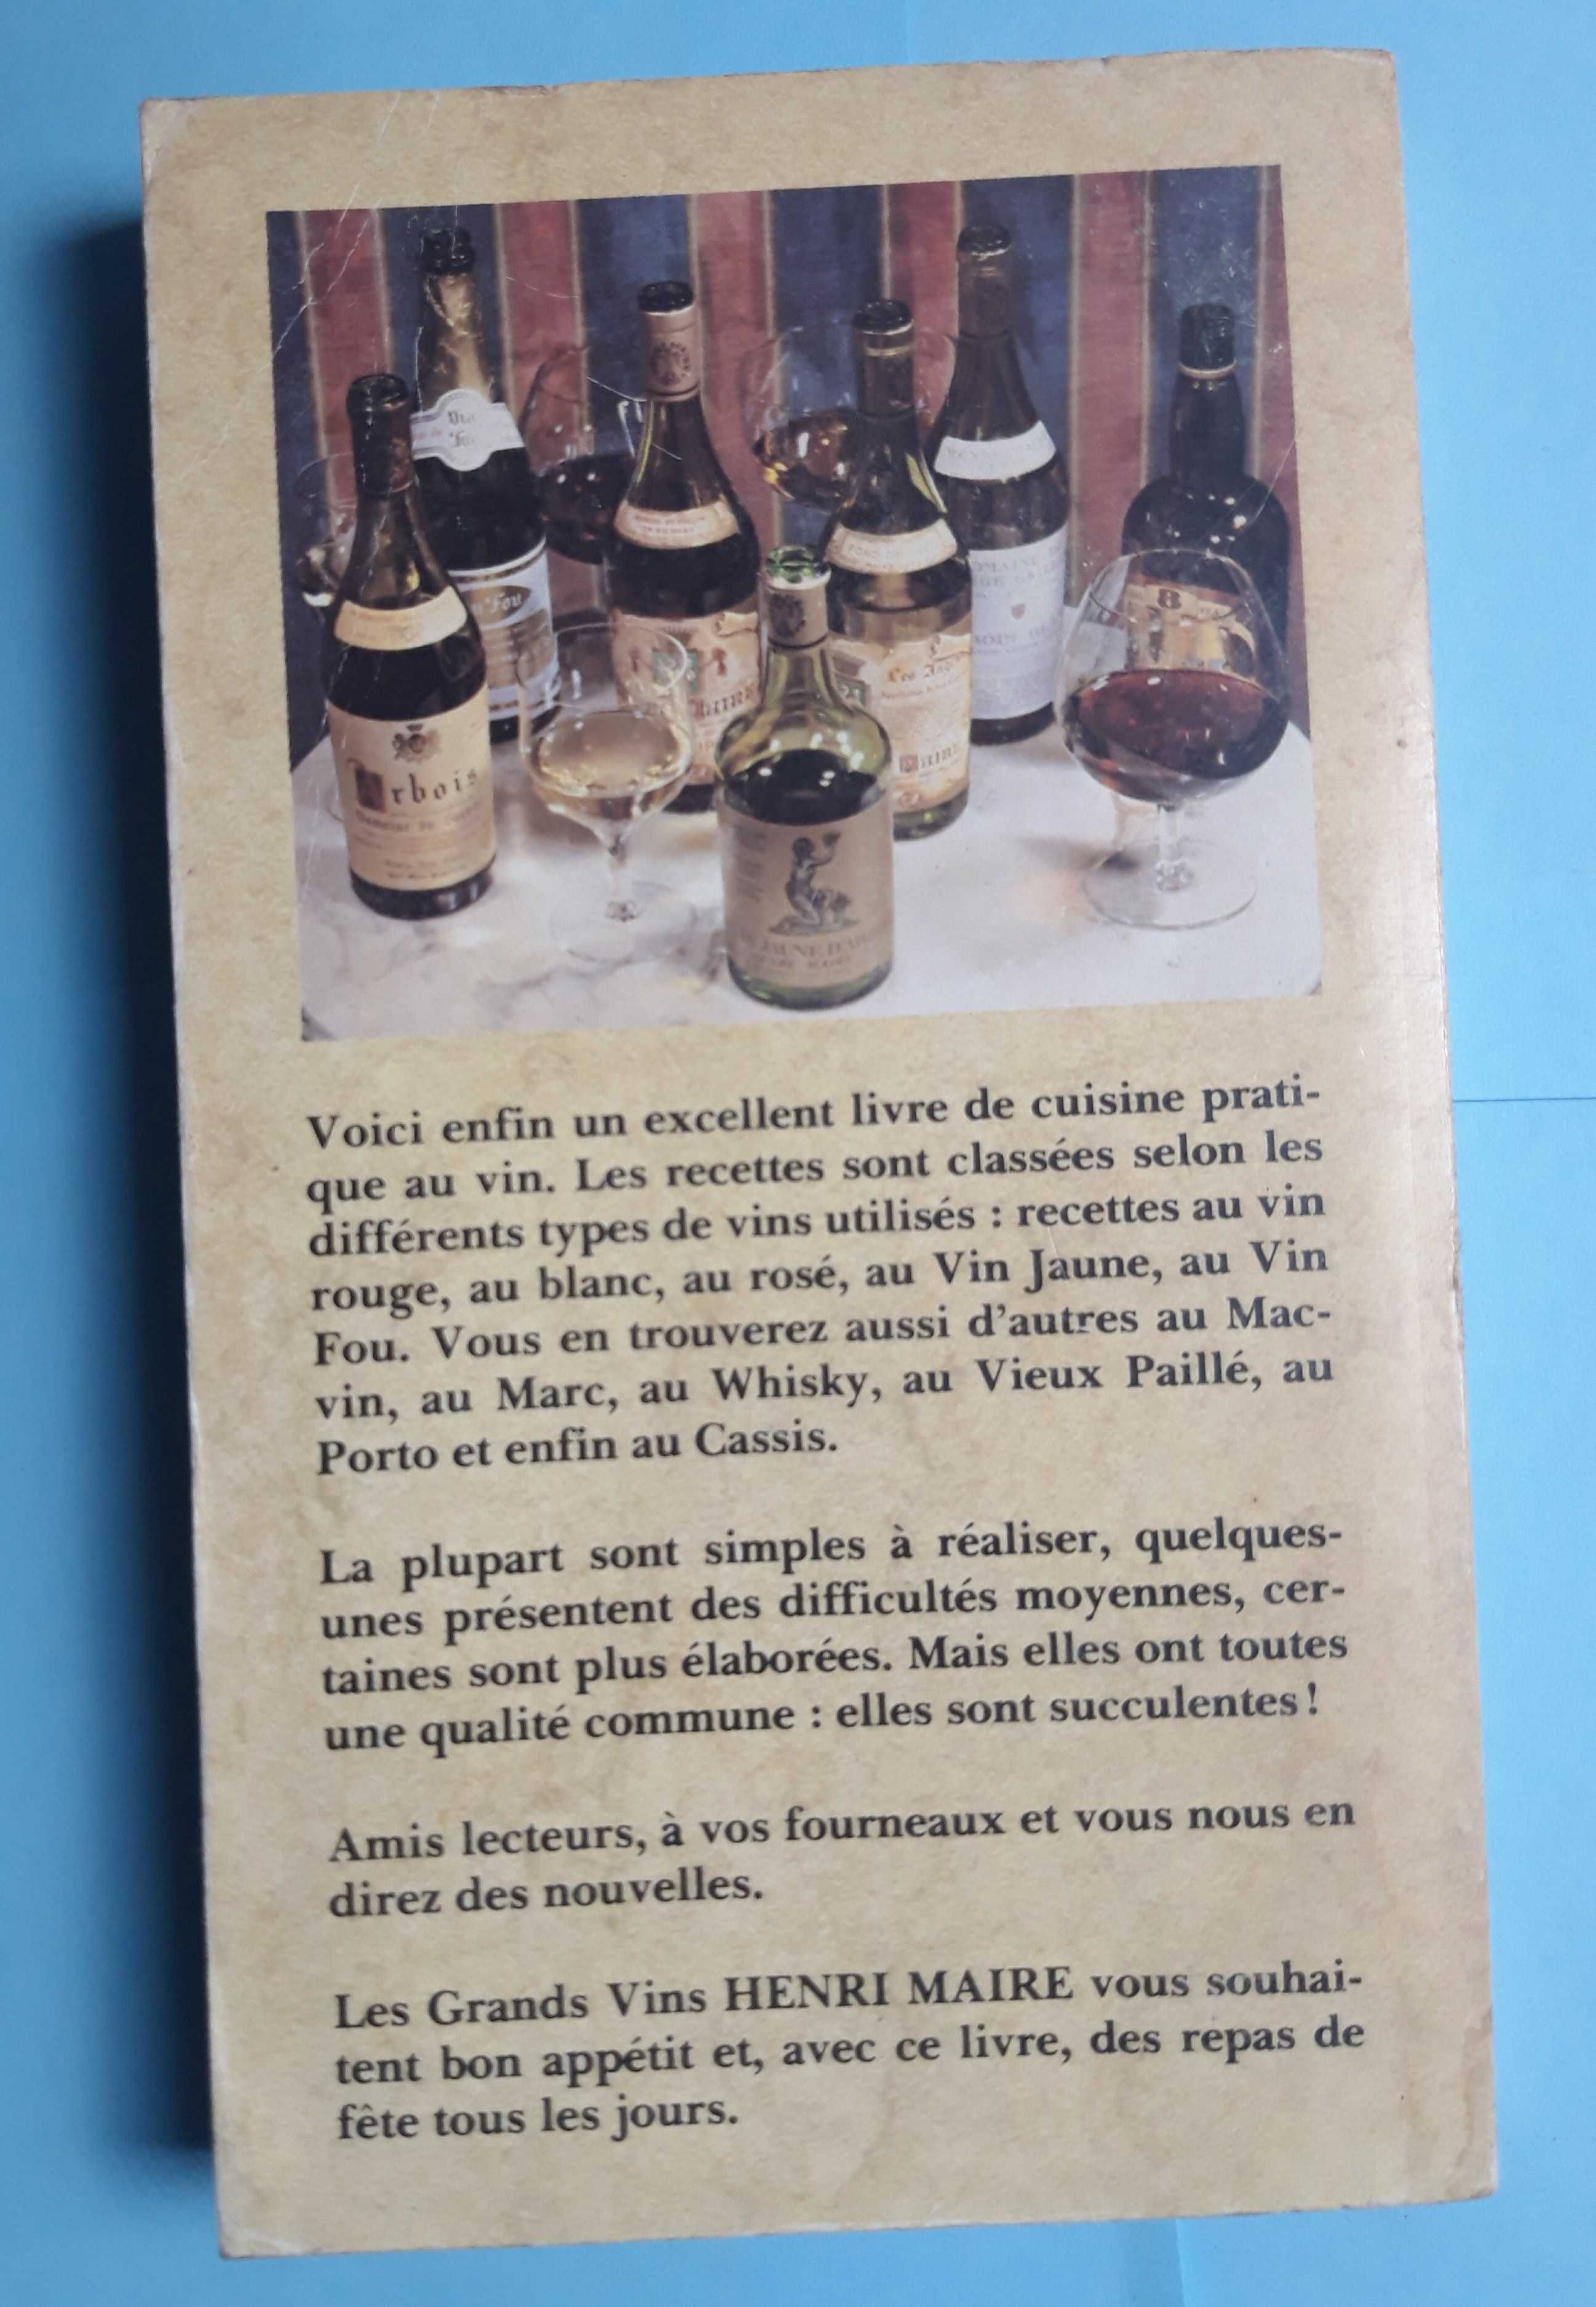 Vin
Fou
Fou
Arbois
Les
8
Voici enfin un excellent livre de cuisine prati-
que au vin. Les recettes sont classées selon les
différents types de vins utilisés : recettes au vin
rouge, au blanc, au rosé, au Vin Jaune, au Vin
Fou. Vous en trouverez aussi d'autres au Mac-
vin, au Marc, au Whisky, au Vieux Paillé, au
Porto et enfin au Cassis.
La plupart sont simples à réaliser, quelques-
unes présentent des difficultés moyennes, cer-
taines sont plus élaborées. Mais elles ont toutes
une qualité commune : elles sont succulentes !
Amis lecteurs, à vos fourneaux et vous nous en
direz des nouvelles.
Les Grands Vins HENRI MAIRE vous souhai-
tent bon appétit et, avec ce livre, des repas de
fête tous les jours.